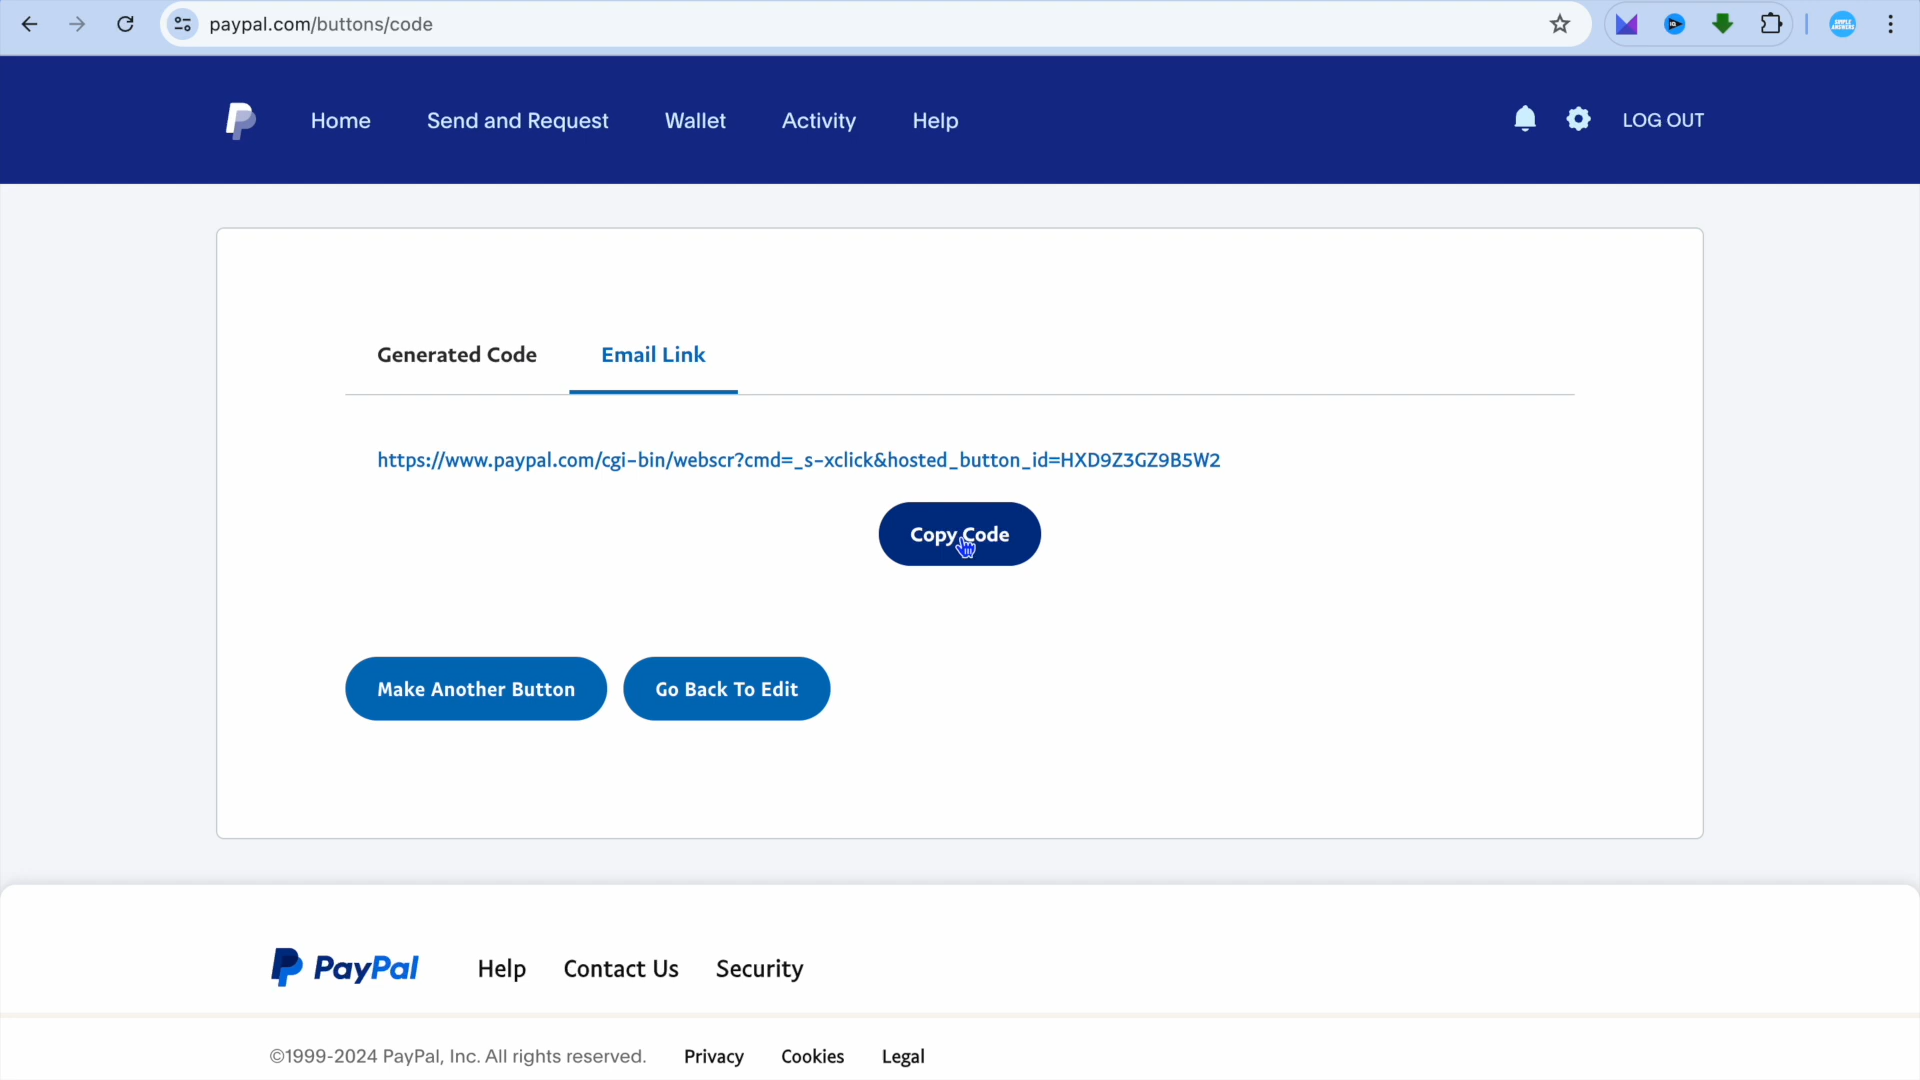 paypal.com/buttons/code
Home Send and Request Wallet Activity Help LOG OUT
Generated Code Email Link
https://www.paypal.com/cgi-bin/webscr?cmd=_s-xclick&hosted_button_id=HXD9Z3GZ9B5W2
Copy Code
Make Another Button Go Back To Edit
PayPal Help Contact Us Security
©1999-2024 PayPal, Inc. All rights reserved. Privacy Cookies Legal